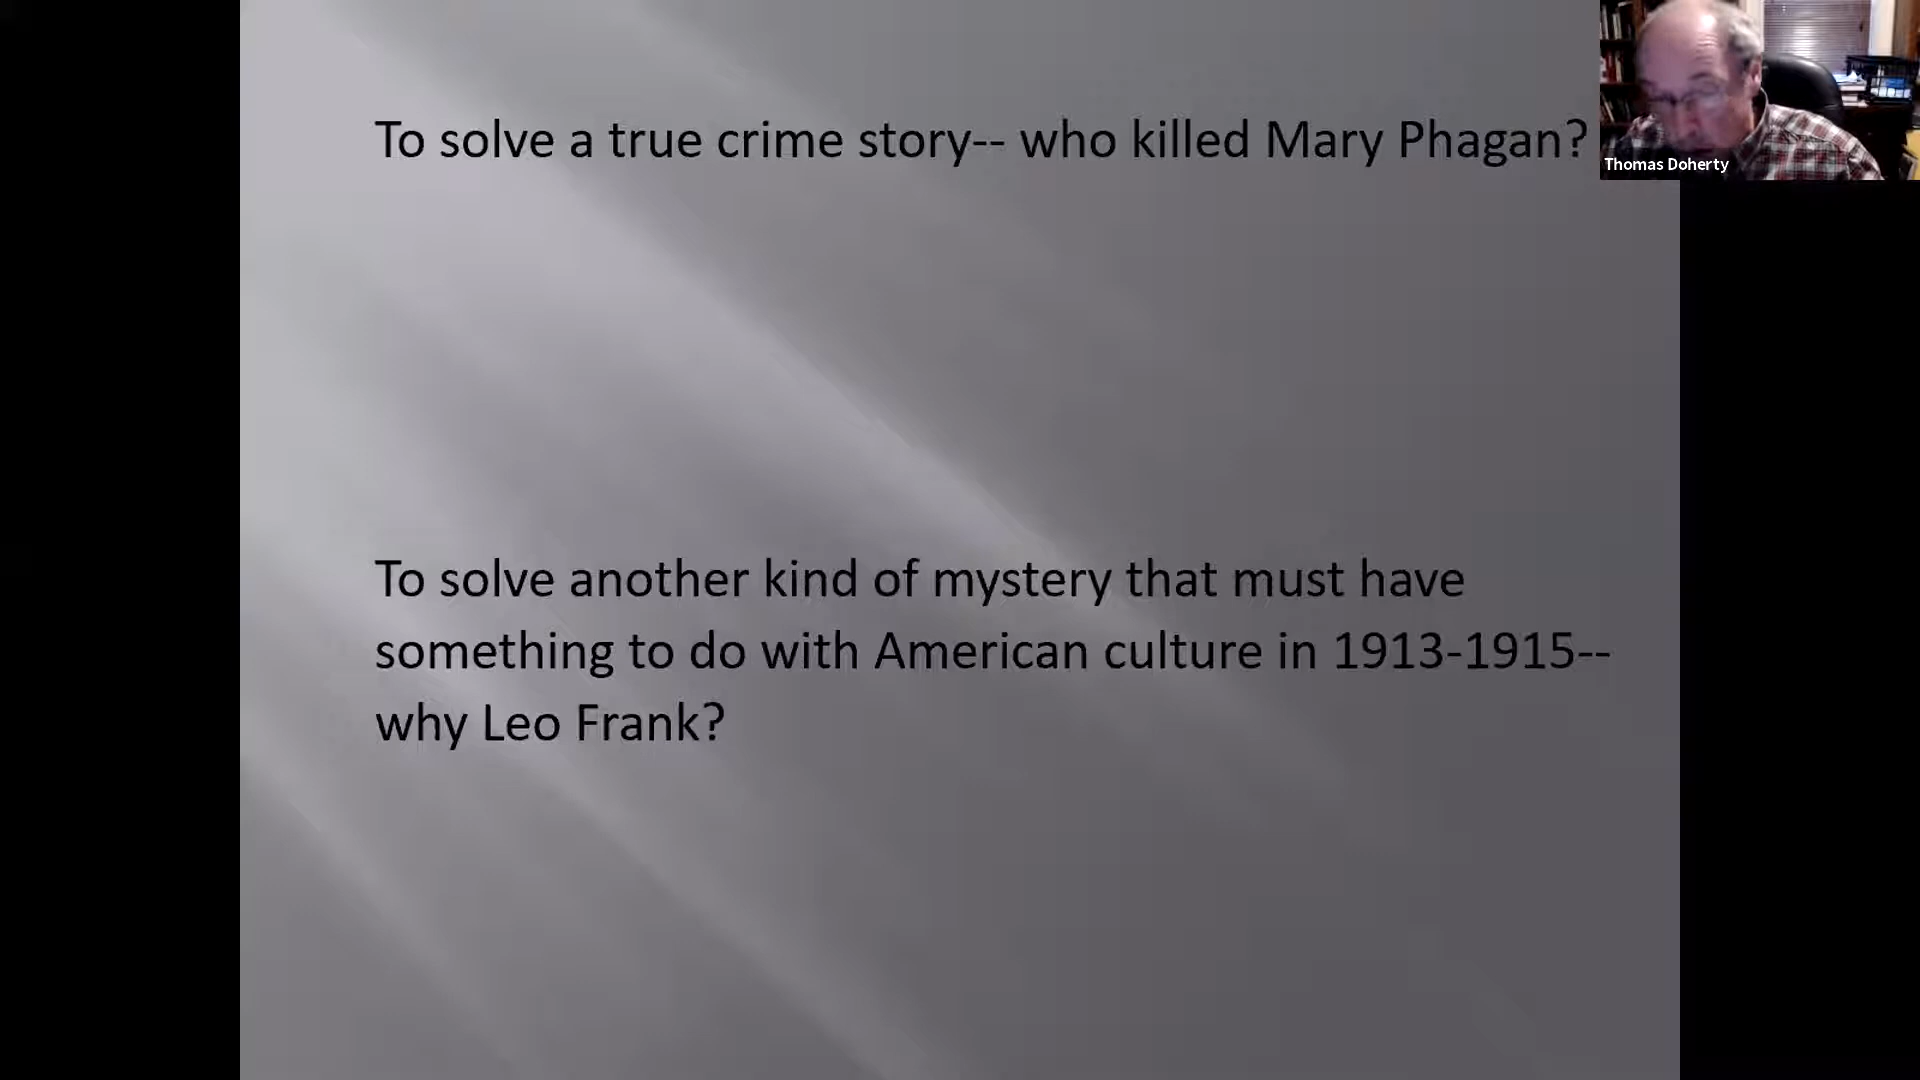 To solve a true crime story-- who killed Mary Phagan?
Thomas Doherty
To solve another kind of mystery that must have
something to do with American culture in 1913-1915--
why Leo Frank?